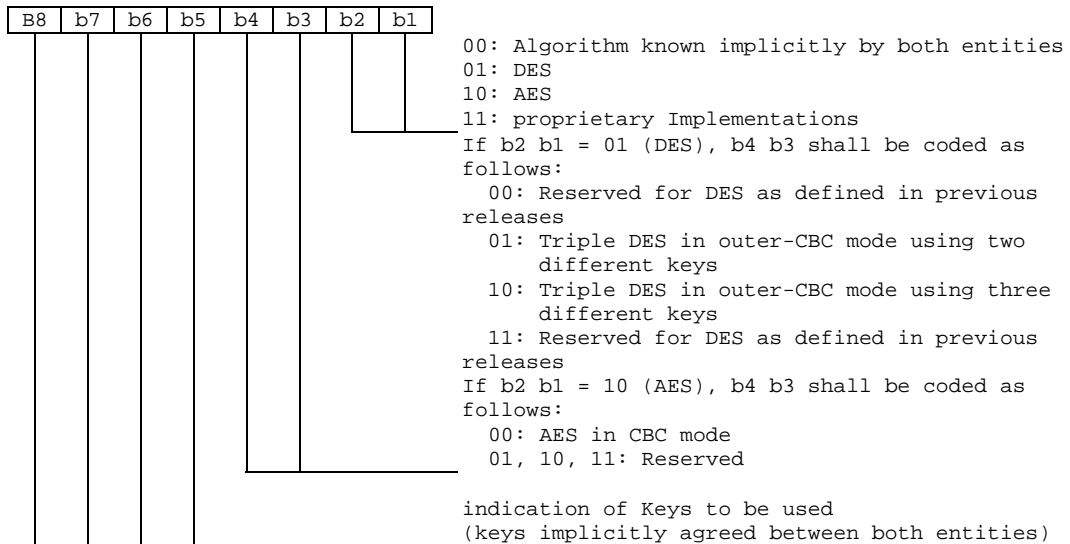 B8 b7 b6 b5 b4 b3 b2 b1
00: Algorithm known implicitly by both entities
01: DES
10: AES
11: proprietary Implementations
If b2 b1 = 01 (DES), b4 b3 shall be coded as
follows:
00: Reserved for DES as defined in previous
releases
01: Triple DES in outer-CBC mode using two
different keys
10: Triple DES in outer-CBC mode using three
different keys
11: Reserved for DES as defined in previous
releases
If b2 b1 = 10 (AES), b4 b3 shall be coded as
follows:
00: AES in CBC mode
01, 10, 11: Reserved
indication of Keys to be used
(keys implicitly agreed between both entities)